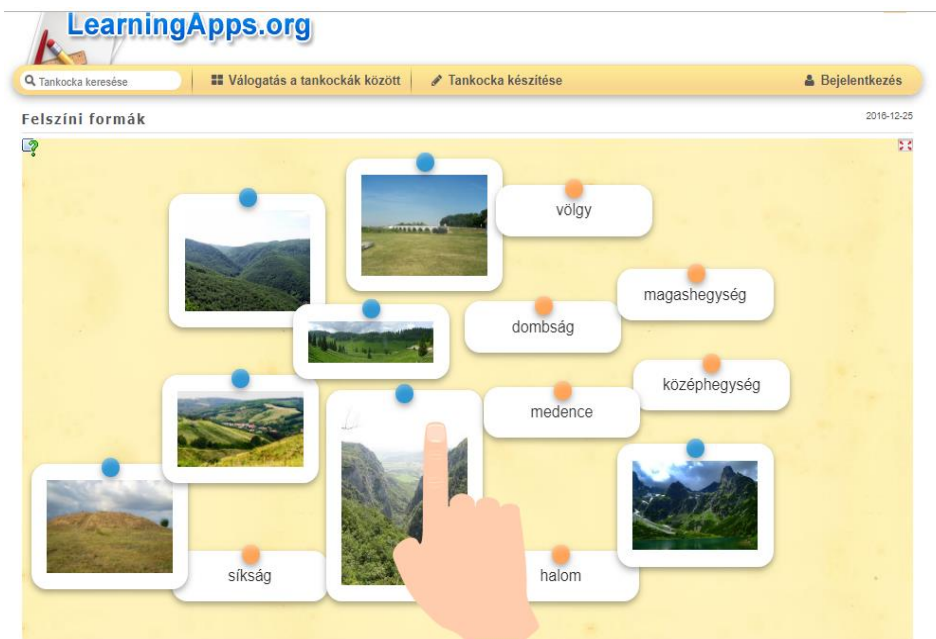 LearningApps.org
Tankocka keresése
Válogatás a tankockák között
Tankocka készítése
Bejelentkezés
Felszíni formák
2016-12-25
völgy
magashegység
dombság
középhegység
medence
síkság
halom